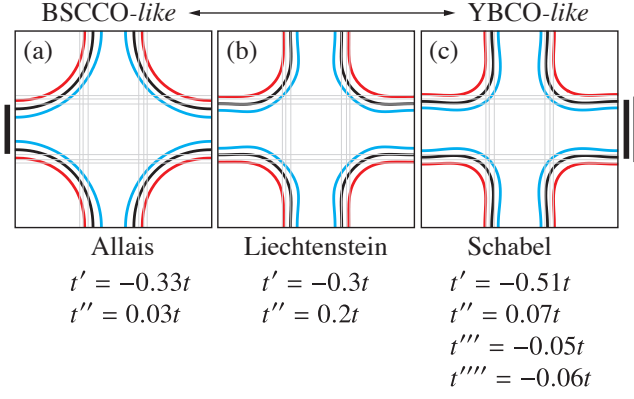 BSCCO-like YBCO-like
(a) (b) (c)
Allais Liechtenstein Schabel
t′ = −0.33t t′ = −0.3t t′ = −0.51t
t″ = 0.03t t″ = 0.2t t″ = 0.07t
t‴ = −0.05t
t⁗ = −0.06t